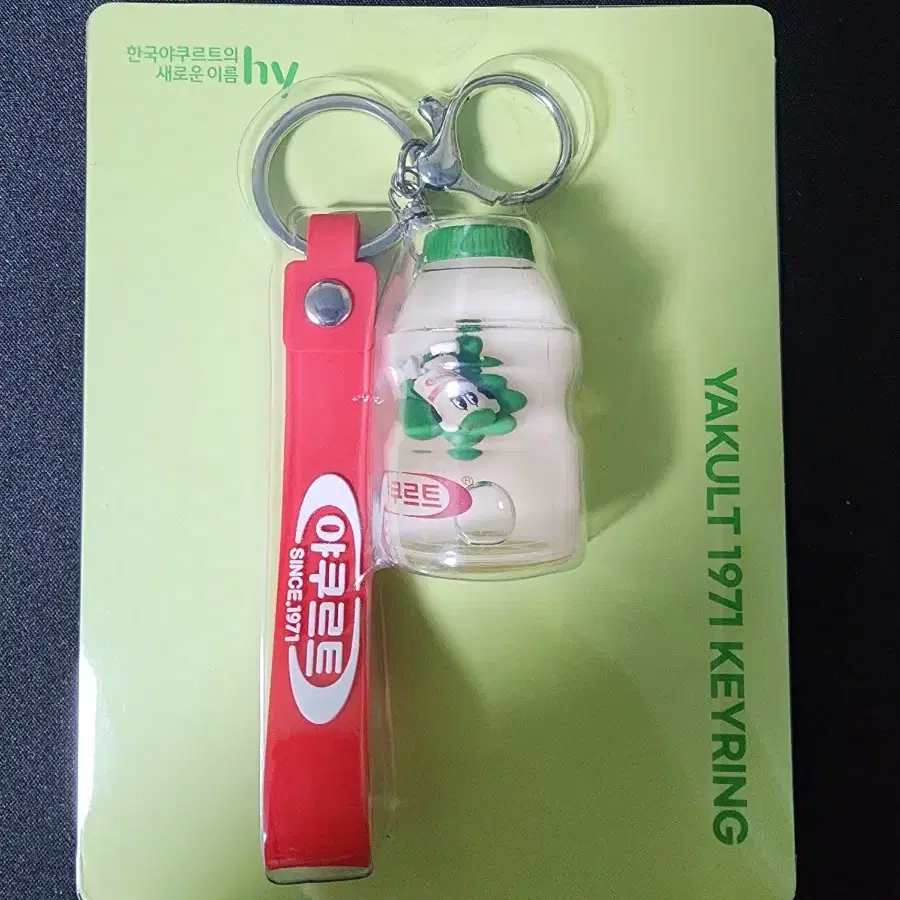 한국야쿠르트의
새로운 이름
hy
야쿠르트
SINCE.1971
쿠르트
®
YAKULT 1971 KEYRING